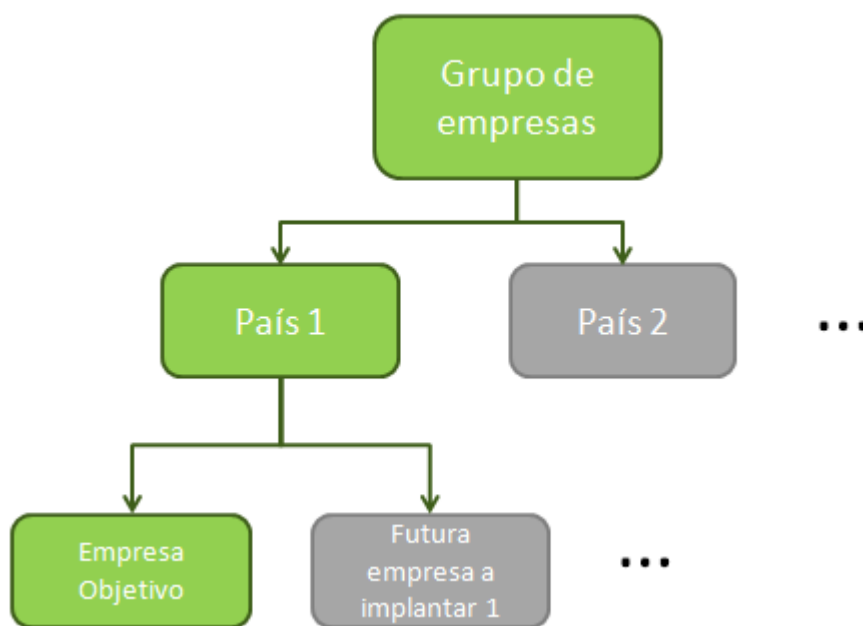 Grupo de
empresas
País 1
País 2
...
Empresa
Objetivo
Futura
empresa a
implantar 1
...